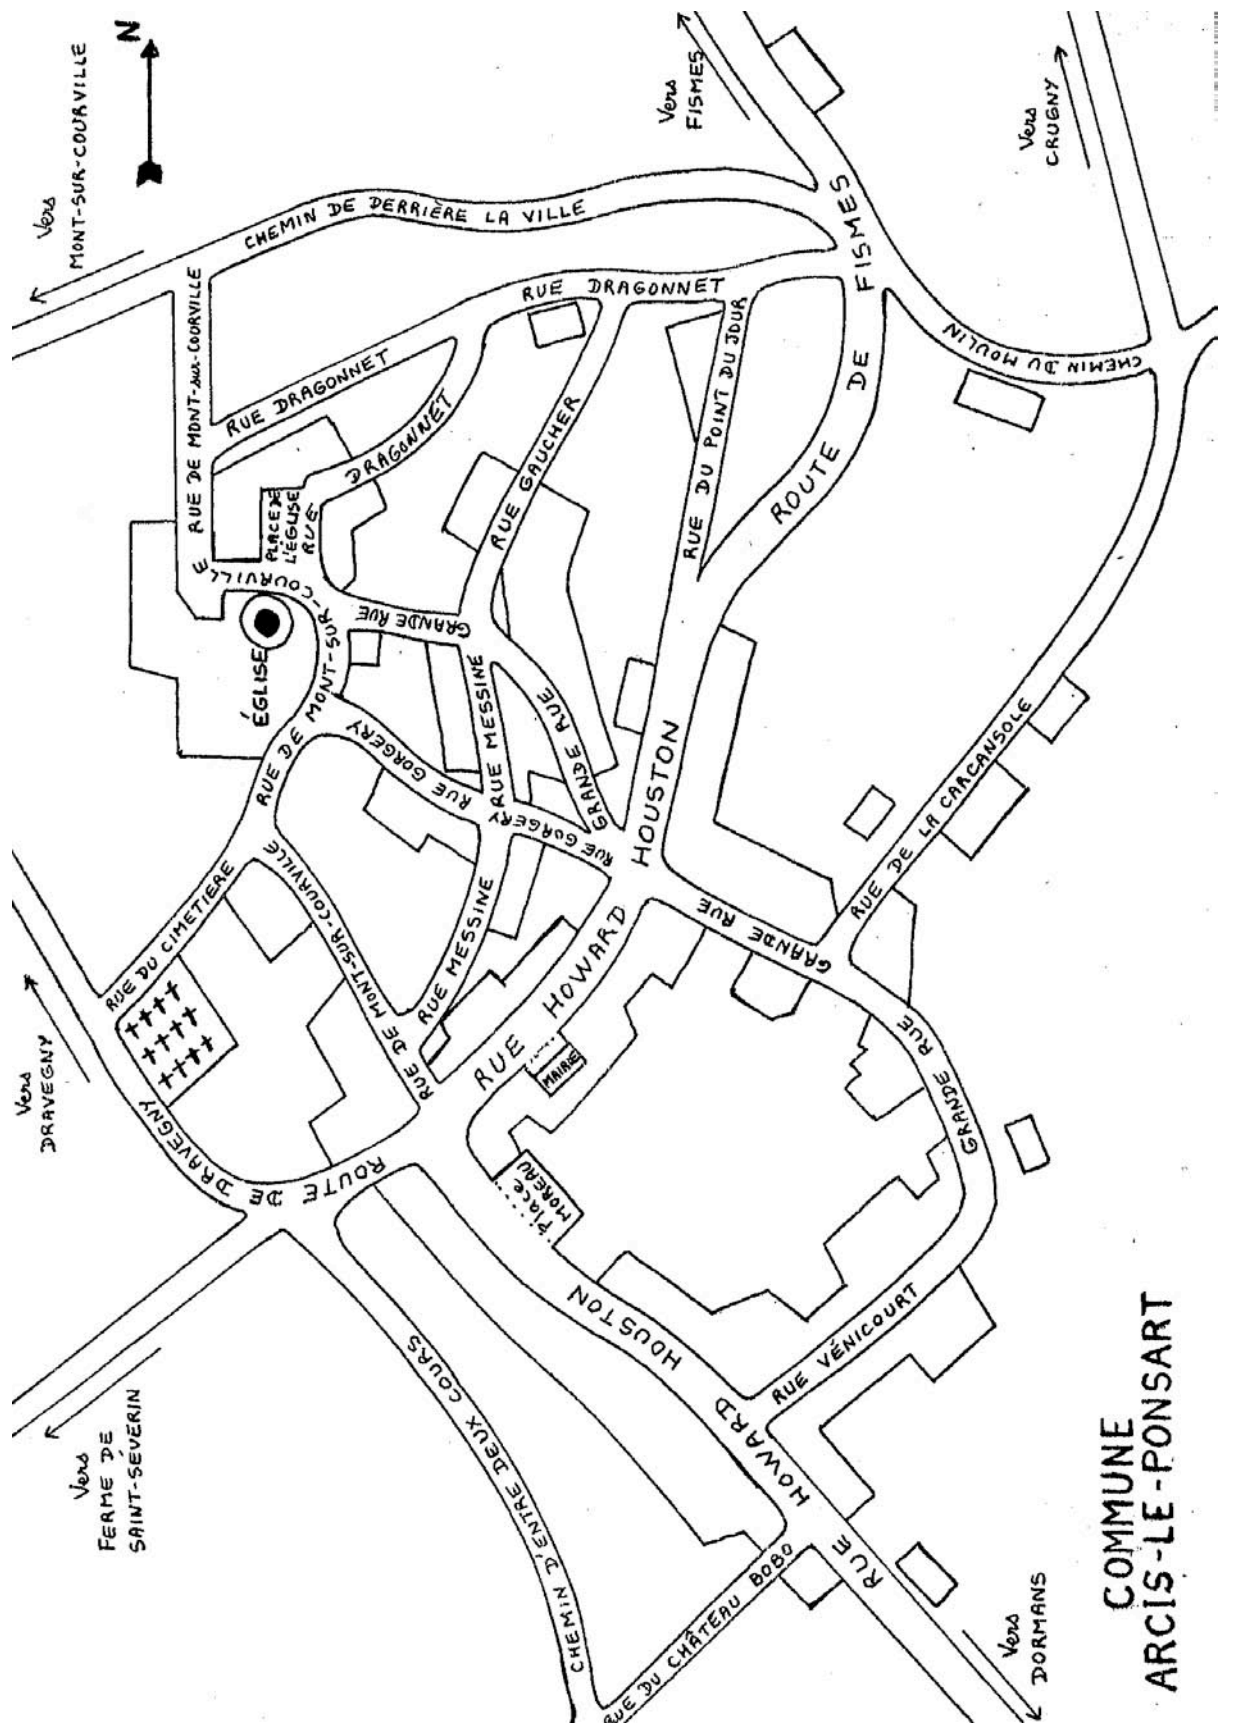 N
Vers
MONT-SUR-COURVILLE
Vers
FISMES
Vers
CRUGNY
CHEMIN DE DERRIÈRE LA VILLE
RUE DE MONT-sur-COURVILLE
RUE DRAGONNET
RUE DRAGONNET
RUE DRAGONNET
PLACE DE
L'ÉGLISE
RUE GAUCHER
RUE DU POINT DU JOUR
ROUTE DE FISMES
CHEMIN DU MOULIN
ÉGLISE
RUE DE MONT-SUR-COURVILLE
GRANDE RUE
RUE MESSINE
GRANDE RUE
RUE GORGERY
RUE GORGERY
RUE MESSINE
RUE HOWARD HOUSTON
GRANDE RUE
RUE DE LA CARCANSOLE
GRANDE RUE
RUE DU CIMETIERE
RUE DE MONT-SUR-COURVILLE
MAIRIE
Place
MOREAU
Vers
DRAVEGNY
ROUTE DE DRAVEGNY
RUE VÉNICOURT
RUE HOWARD HOUSTON
CHEMIN D'ENTRE DEUX COURS
RUE DU CHÂTEAU BOBO
Vers
FERME DE
SAINT-SÉVERIN
Vers
DORMANS
COMMUNE
ARCIS-LE-PONSART